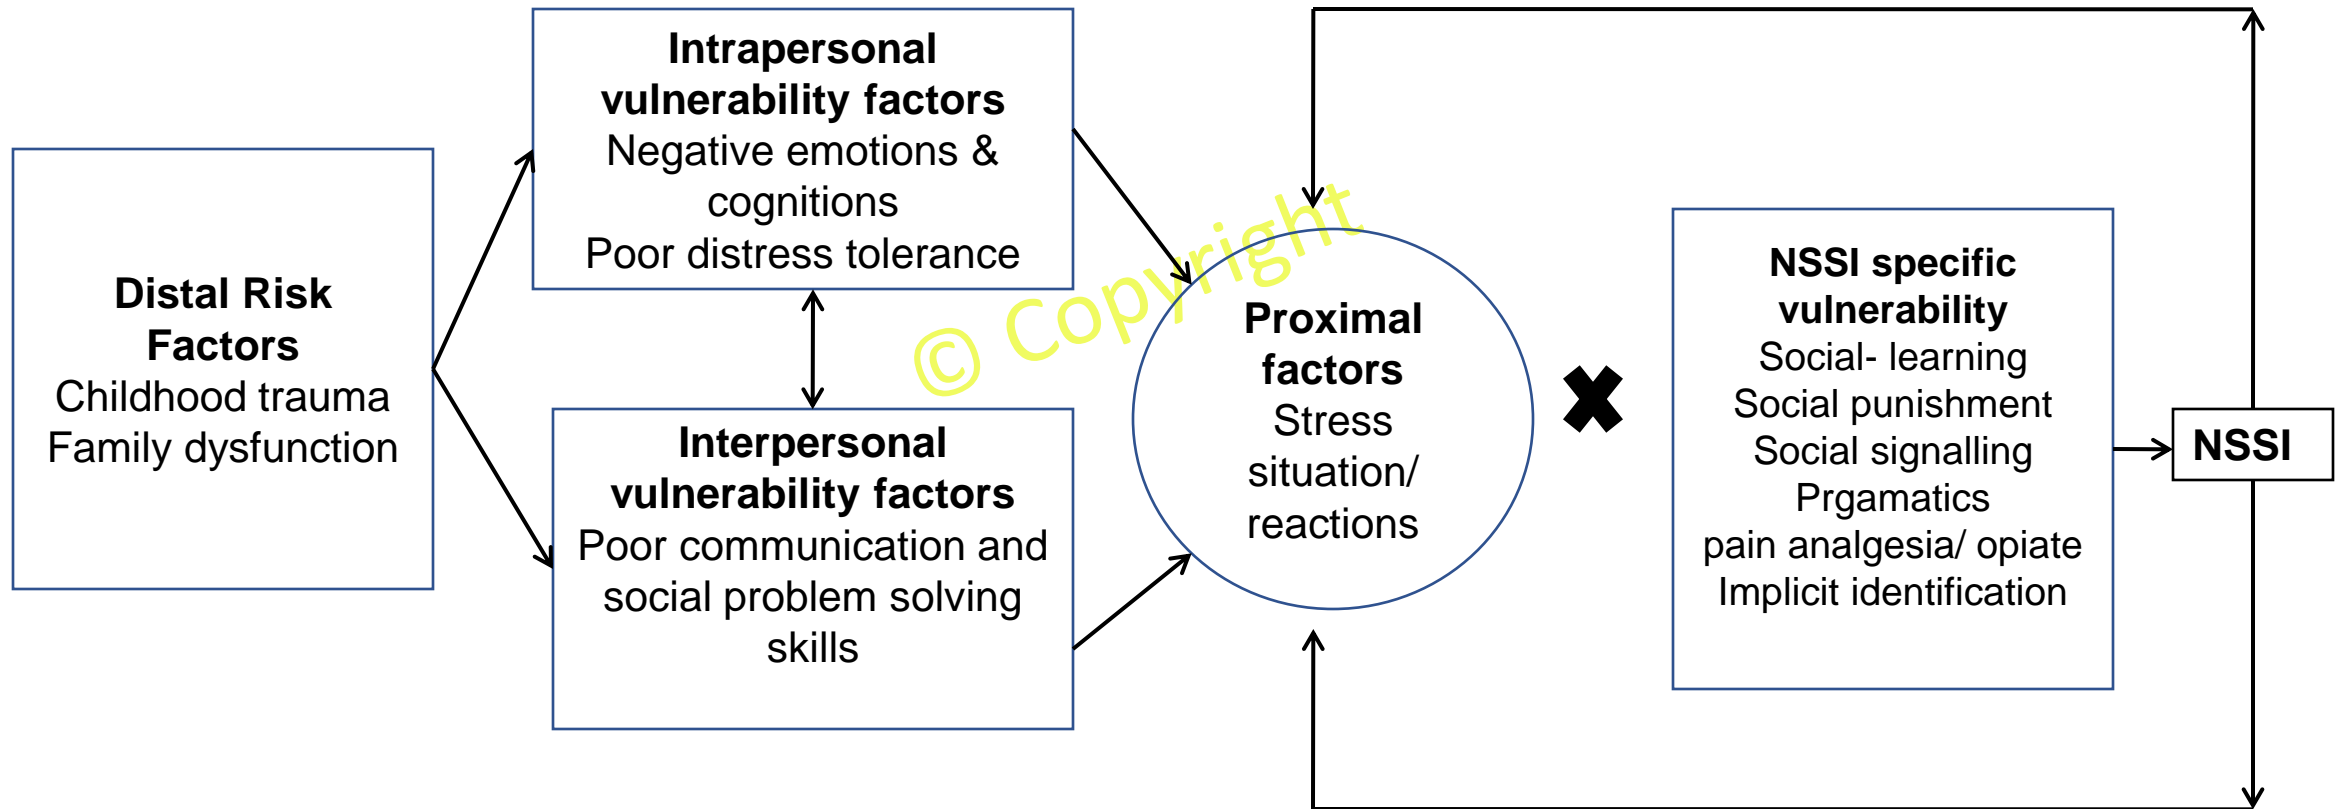 Distal Risk
Factors
Childhood trauma
Family dysfunction
Intrapersonal
vulnerability factors
Negative emotions &
cognitions
Poor distress tolerance
Interpersonal
vulnerability factors
Poor communication and
social problem solving
skills
© Copyright
Proximal
factors
Stress
situation/
reactions
NSSI specific
vulnerability
Social- learning
Social punishment
Social signalling
Prgamatics
pain analgesia/ opiate
Implicit identification
NSSI